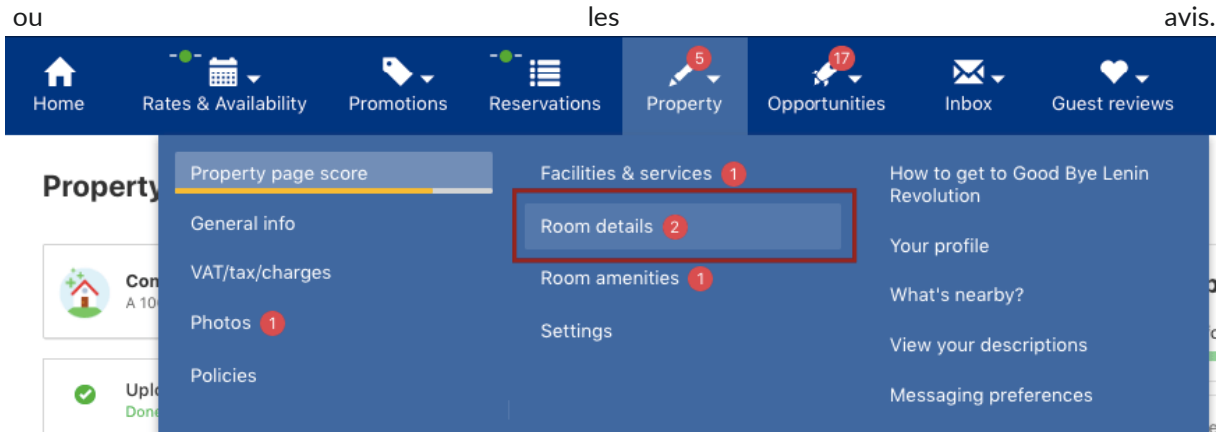 ou les avis.
5 17
Home Rates & Availability Promotions Reservations Property Opportunities Inbox Guest reviews
Property page score Facilities & services 1 How to get to Good Bye Lenin
Revolution
Property
General info Room details 2 Your profile
VAT/tax/charges Room amenities 1 What's nearby?
A 10
Photos 1 Settings View your descriptions
Policies Messaging preferences
Done